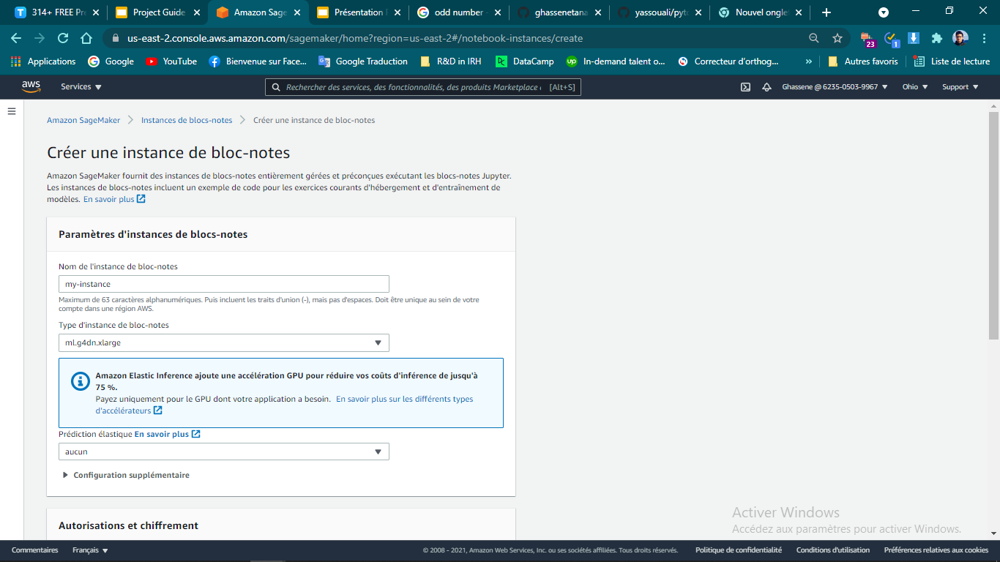 314+ FREE Pr
Project Guide
Amazon Sage
Présentation
odd number
ghassenetana
yassouali/pyto
Nouvel ongle
us-east-2.console.aws.amazon.com/sagemaker/home?region=us-east-2#/notebook-instances/create
23
1
Applications
Google
YouTube
Bienvenue sur Face...
Google Traduction
R&D in IRH
DataCamp
In-demand talent o...
Correcteur d'orthog...
»
Autres favoris
Liste de lecture
aws
Services
Rechercher des services, des fonctionnalités, des produits Marketplace
[Alt+S]
Ghassene @ 6235-0503-9967
Ohio
Support
Amazon SageMaker
Instances de blocs-notes
Créer une instance de bloc-notes
Créer une instance de bloc-notes
Amazon SageMaker fournit des instances de blocs-notes entièrement gérées et préconçues exécutant les blocs-notes Jupyter.
Les instances de blocs-notes incluent un exemple de code pour les exercices courants d'hébergement et d'entraînement de
modèles. En savoir plus
Paramètres d'instances de blocs-notes
Nom de l'instance de bloc-notes
my-instance
Maximum de 63 caractères alphanumériques. Puis incluent les traits d'union (-), mais pas d'espaces. Doit être unique au sein de votre
compte dans une région AWS.
Type d'instance de bloc-notes
ml.g4dn.xlarge
Amazon Elastic Inference ajoute une accélération GPU pour réduire vos coûts d'inférence de jusqu'à
75 %.
Payez uniquement pour le GPU dont votre application a besoin. En savoir plus sur les différents types
d'accélérateurs
Prédiction élastique En savoir plus
aucun
Configuration supplémentaire
Autorisations et chiffrement
Activer Windows
Accédez aux paramètres pour activer Windows.
Commentaires
Français
© 2008 - 2021, Amazon Web Services, Inc. ou ses sociétés affiliées. Tous droits réservés.
Politique de confidentialité
Conditions d'utilisation
Préférences relatives aux cookies